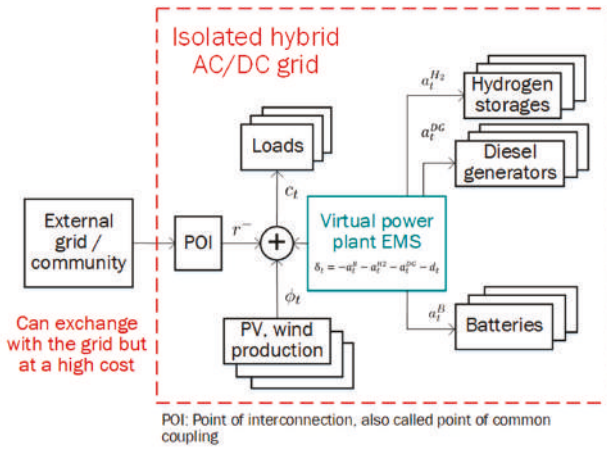 Isolated hybrid
AC/DC grid
a_t^{H_2}
Hydrogen
storages
a_t^{DG}
Diesel
generators
Loads
c_t
External
grid /
community
POI
r^-
+
Virtual power
plant EMS
δ_t = −a_t^B − a_t^{H2} − a_t^{DG} − d_t
ϕ_t
a_t^B
Batteries
PV, wind
production
Can exchange
with the grid but
at a high cost
POI: Point of interconnection, also called point of common
coupling